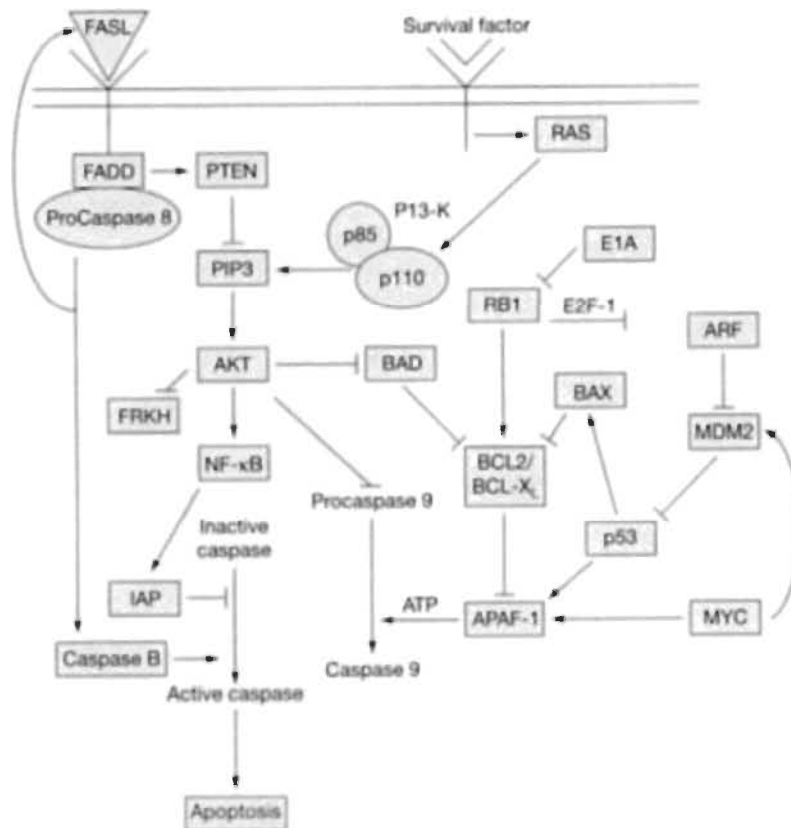 FASL
Survival factor
RAS
FADD
PTEN
ProCaspase 8
P13-K
p85
E1A
PIP3
p110
RB1
E2F-1
ARF
AKT
BAD
BAX
FRKH
MDM2
NF-κB
BCL2/
BCL-XL
Procaspase 9
Inactive
caspase
p53
IAP
ATP
APAF-1
MYC
Caspase B
Caspase 9
Active caspase
Apoptosis